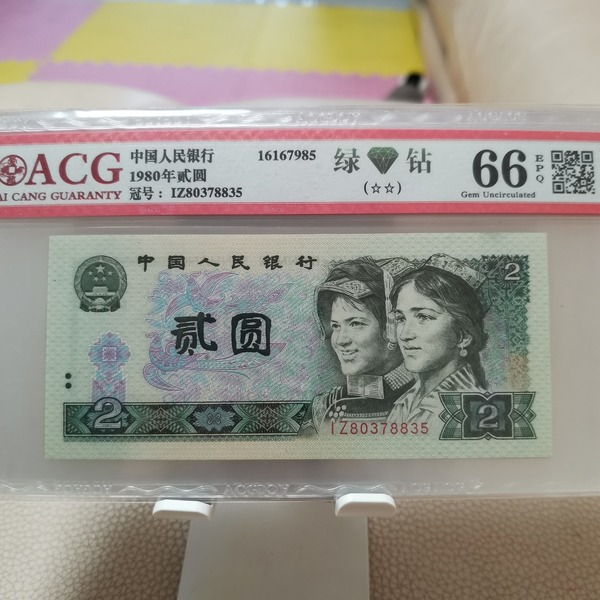 ACG
AI CANG GUARANTY
中国人民银行
1980年贰圆
冠号：IZ80378835
16167985
绿 钻
(☆☆)
66
EPQ
Gem Uncirculated
中国人民银行
2
贰圆
2
2
IZ80378835